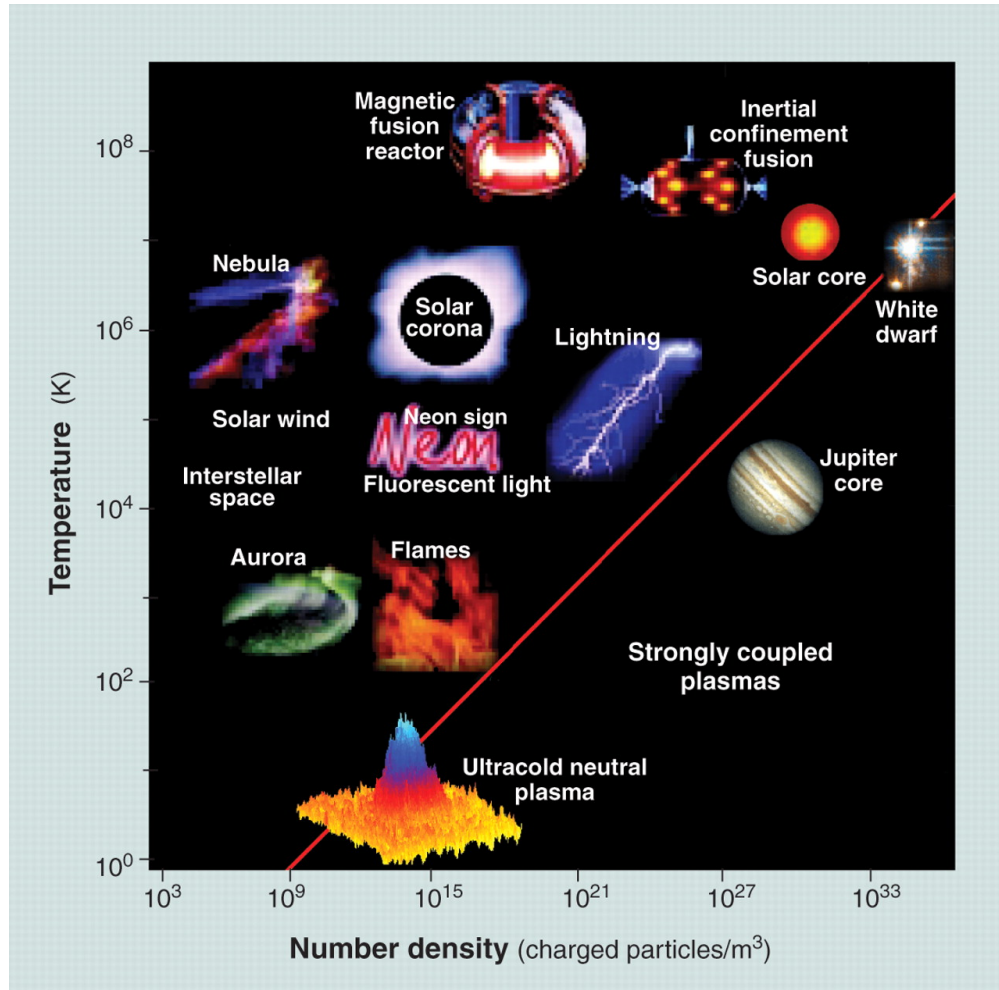 Magnetic
fusion
reactor
Inertial
confinement
fusion
10⁸
Nebula
Solar
corona
Solar core
White
dwarf
10⁶
Lightning
Solar wind
Neon sign
Neon
Interstellar
space
Fluorescent light
Jupiter
core
10⁴
Aurora
Flames
Strongly coupled
plasmas
10²
Ultracold neutral
plasma
10⁰
Temperature (K)
10³ 10⁹ 10¹⁵ 10²¹ 10²⁷ 10³³
Number density (charged particles/m³)